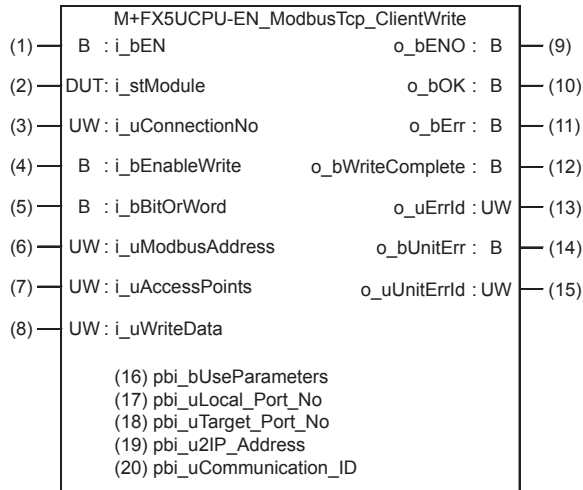 M+FX5UCPU-EN_ModbusTcp_ClientWrite
(1) B : i_bEN o_bENO : B (9)
(2) DUT: i_stModule o_bOK : B (10)
(3) UW : i_uConnectionNo o_bErr : B (11)
(4) B : i_bEnableWrite o_bWriteComplete : B (12)
(5) B : i_bBitOrWord o_uErrId : UW (13)
(6) UW : i_uModbusAddress o_bUnitErr : B (14)
(7) UW : i_uAccessPoints o_uUnitErrId : UW (15)
(8) UW : i_uWriteData
(16) pbi_bUseParameters
(17) pbi_uLocal_Port_No
(18) pbi_uTarget_Port_No
(19) pbi_u2IP_Address
(20) pbi_uCommunication_ID